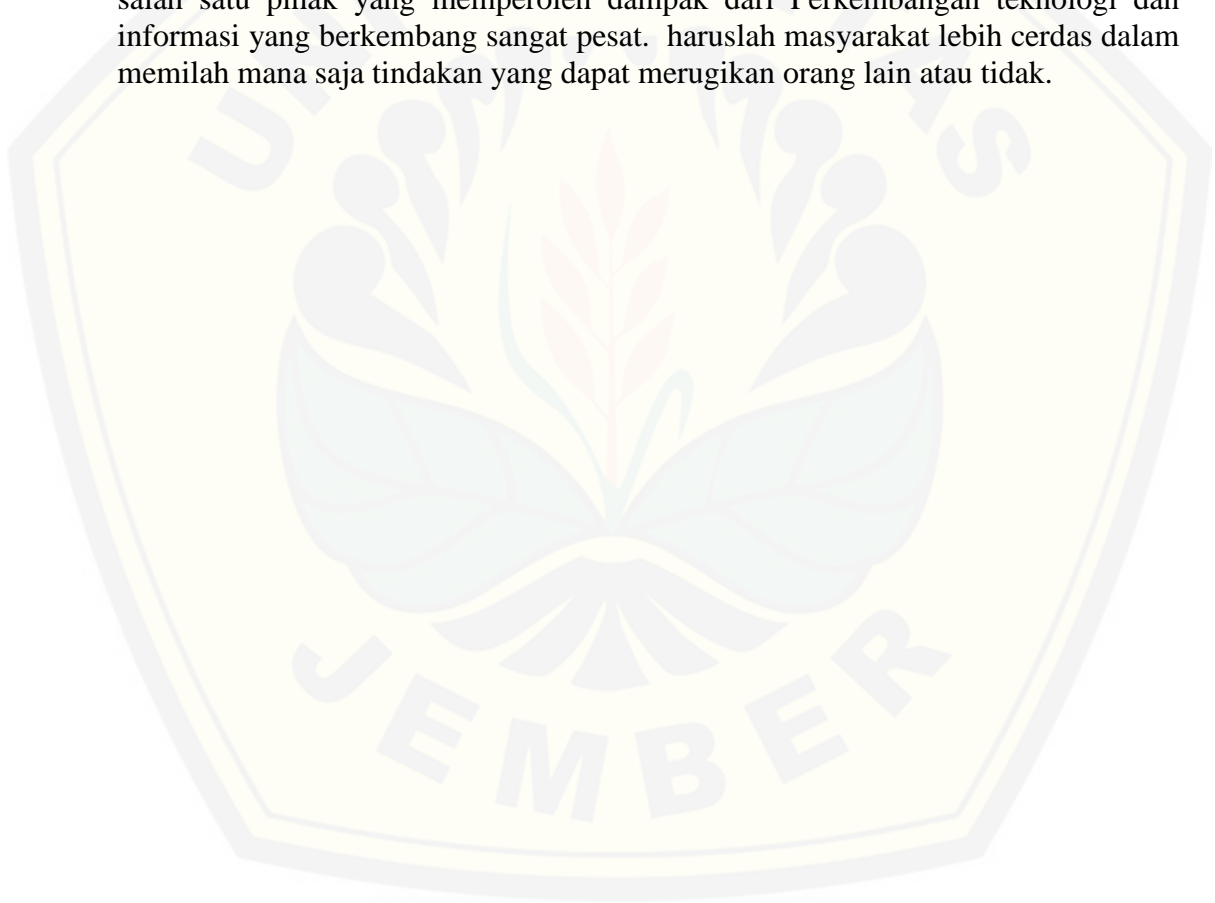 salah satu pihak yang memperoleh dampak dari Perkembangan teknologi dan
informasi yang berkembang sangat pesat.  haruslah masyarakat lebih cerdas dalam
memilah mana saja tindakan yang dapat merugikan orang lain atau tidak.
UNIVERSITAS
JEMBER